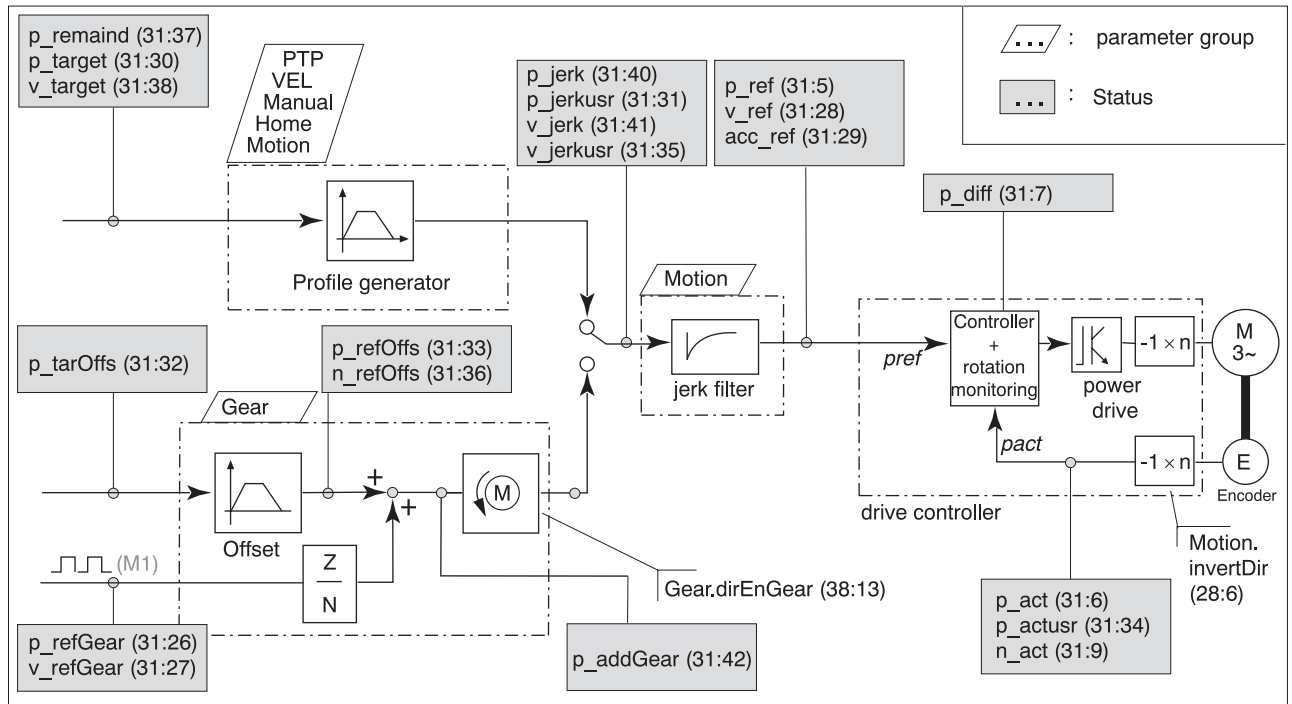 p_remaind (31:37)
p_target (31:30)
v_target (31:38)
PTP
VEL
Manual
Home
Motion
p_jerk (31:40)
p_jerkusr (31:31)
v_jerk (31:41)
v_jerkusr (31:35)
p_ref (31:5)
v_ref (31:28)
acc_ref (31:29)
... : parameter group
... : Status
p_diff (31:7)
Profile generator
Motion
jerk filter
pref
Controller
+
rotation
monitoring
power
drive
-1 × n
M
3~
pact
-1 × n
E
Encoder
drive controller
Motion.
invertDir
(28:6)
p_act (31:6)
p_actusr (31:34)
n_act (31:9)
p_tarOffs (31:32)
p_refOffs (31:33)
n_refOffs (31:36)
Gear
Offset
+
+
M
(M1)
Z
N
Gear.dirEnGear (38:13)
p_refGear (31:26)
v_refGear (31:27)
p_addGear (31:42)